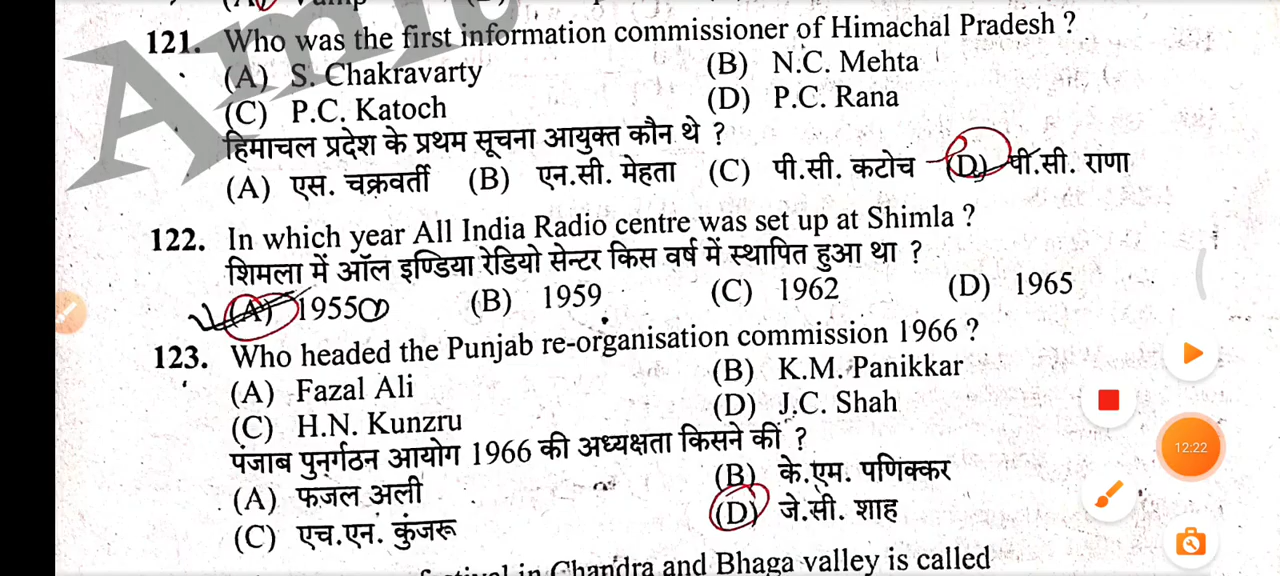 121. Who was the first information commissioner of Himachal Pradesh ?
(A) S. Chakravarty (B) N.C. Mehta
(C) P.C. Katoch (D) P.C. Rana
हिमाचल प्रदेश के प्रथम सूचना आयुक्त कौन थे ?
(A) एस. चक्रवर्ती (B) एन.सी. मेहता (C) पी.सी. कटोच (D) पी.सी. राणा
122. In which year All India Radio centre was set up at Shimla ?
शिमला में ऑल इण्डिया रेडियो सेन्टर किस वर्ष में स्थापित हुआ था ?
(A) 1955 (B) 1959 (C) 1962 (D) 1965
123. Who headed the Punjab re-organisation commission 1966 ?
(A) Fazal Ali (B) K.M. Panikkar
(C) H.N. Kunzru (D) J.C. Shah
पंजाब पुनर्गठन आयोग 1966 की अध्यक्षता किसने कीं ?
(A) फजल अली (B) के.एम. पणिक्कर
(C) एच.एन. कुंजरू (D) जे.सी. शाह
12:22
in Chandra and Bhaga valley is called